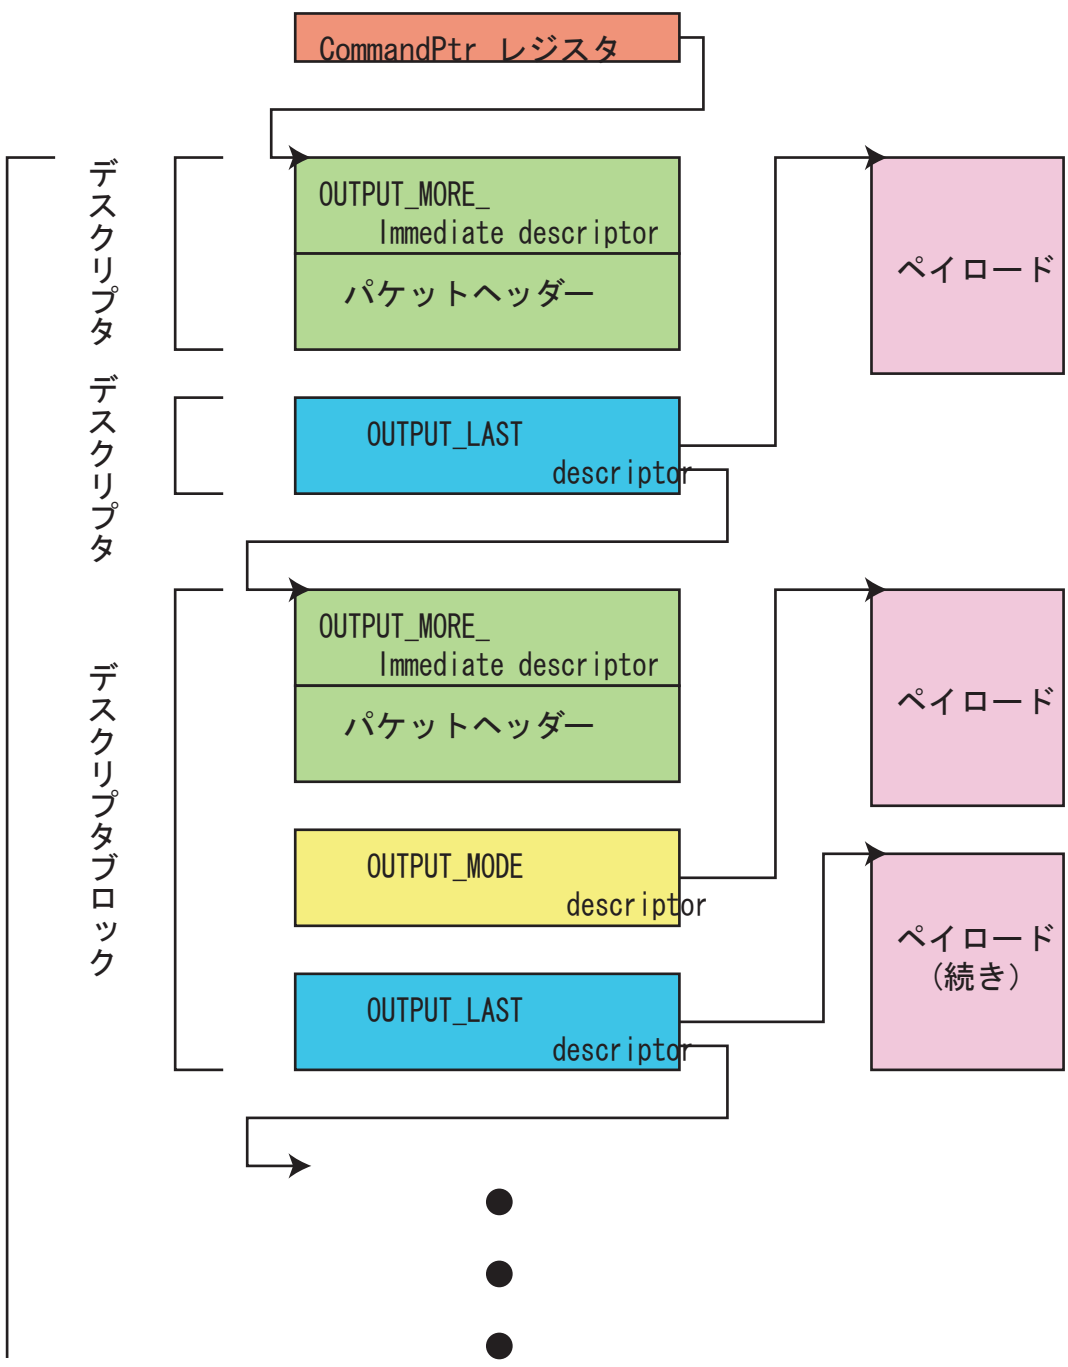 CommandPtr レジスタ
デスクリプタ
OUTPUT_MORE_
Immediate descriptor
パケットヘッダー
ペイロード
デスクリプタ
OUTPUT_LAST
descriptor
デスクリプタブロック
OUTPUT_MORE_
Immediate descriptor
パケットヘッダー
ペイロード
OUTPUT_MODE
descriptor
ペイロード
(続き)
OUTPUT_LAST
descriptor